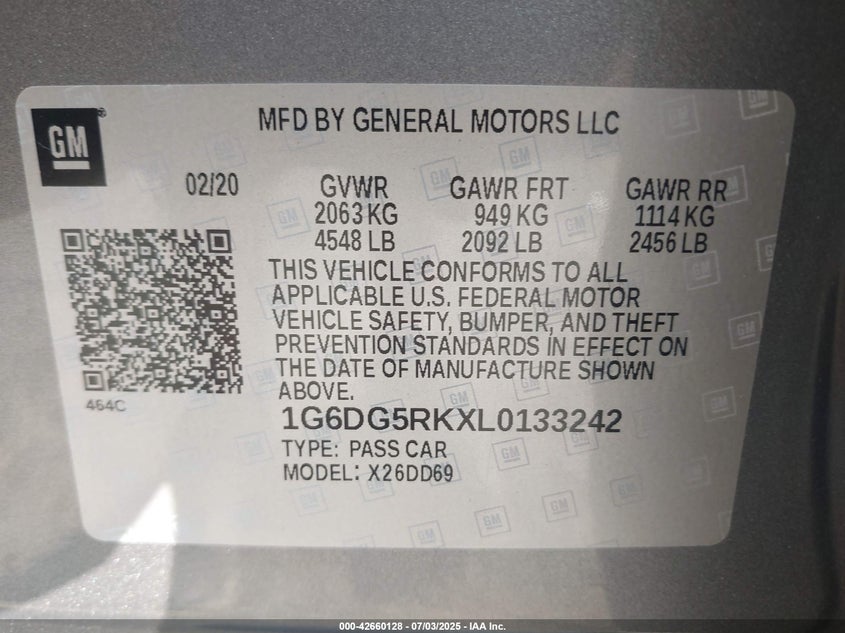 GM
MFD BY GENERAL MOTORS LLC
02/20
GVWR GAWR FRT GAWR RR
2063 KG 949 KG 1114 KG
4548 LB 2092 LB 2456 LB
THIS VEHICLE CONFORMS TO ALL
APPLICABLE U.S. FEDERAL MOTOR
VEHICLE SAFETY, BUMPER, AND THEFT
PREVENTION STANDARDS IN EFFECT ON
THE DATE OF MANUFACTURE SHOWN
ABOVE.
464C
1G6DG5RKXL0133242
TYPE: PASS CAR
MODEL: X26DD69
000-42660128 - 07/03/2025 - IAA Inc.